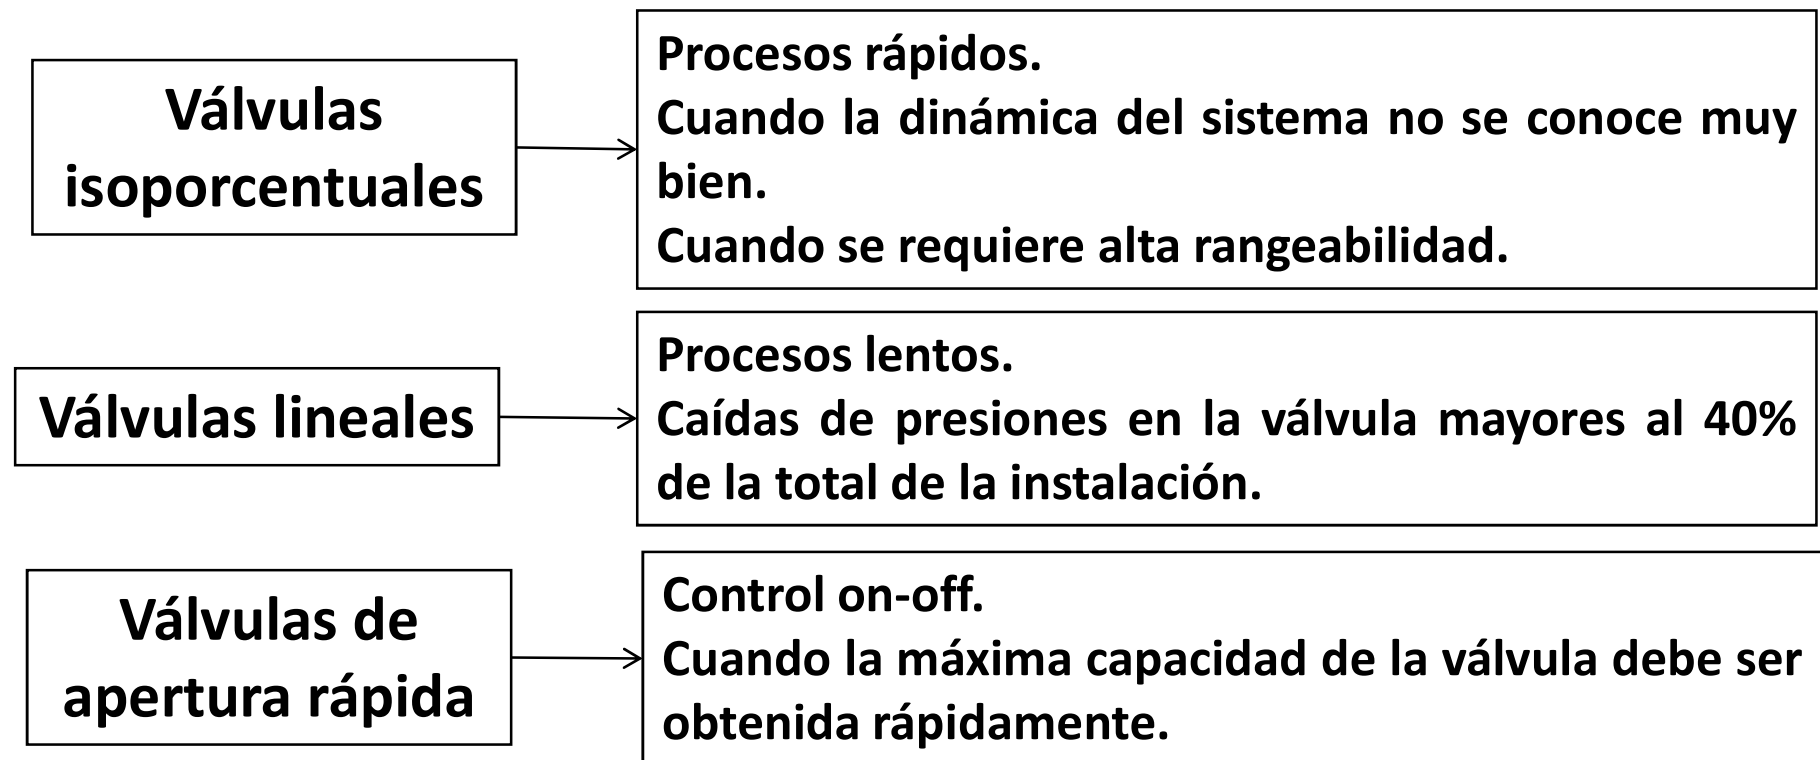 Válvulas
isoporcentuales
Procesos rápidos.
Cuando la dinámica del sistema no se conoce muy
bien.
Cuando se requiere alta rangeabilidad.
Válvulas lineales
Procesos lentos.
Caídas de presiones en la válvula mayores al 40%
de la total de la instalación.
Válvulas de
apertura rápida
Control on-off.
Cuando la máxima capacidad de la válvula debe ser
obtenida rápidamente.